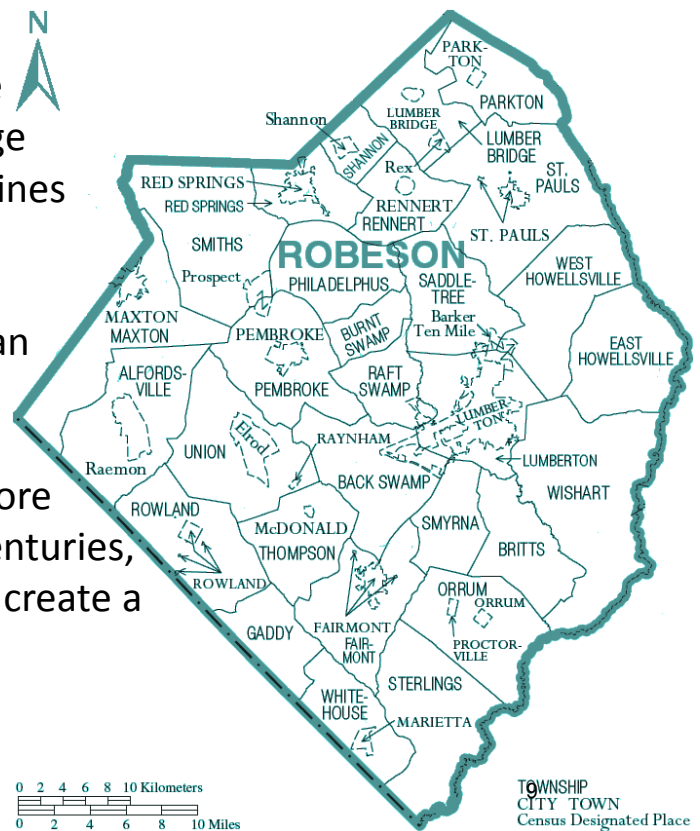 N
e
ge
ines
an
ore
enturies,
create a
PARK-
TON
PARKTON
LUMBER
BRIDGE
Shannon
SHANNON
LUMBER
BRIDGE
Rex
ST.
PAULS
RED SPRINGS
RED SPRINGS
RENNERT
RENNERT
ST. PAULS
SMITHS
ROBESON
WEST
HOWELLSVILLE
Prospect
PHILADELPHUS
SADDLE-
TREE
MAXTON
MAXTON
PEMBROKE
BURNT
SWAMP
Barker
Ten Mile
EAST
HOWELLSVILLE
ALFORDS-
VILLE
PEMBROKE
RAFT
SWAMP
LUMBER
TON
Elrod
RAYNHAM
UNION
Raemon
LUMBERTON
BACK SWAMP
WISHART
ROWLAND
McDONALD
THOMPSON
SMYRNA
BRITTS
ROWLAND
ORRUM
ORRUM
FAIRMONT
FAIR-
MONT
GADDY
PROCTOR-
VILLE
WHITE-
HOUSE
STERLINGS
MARIETTA
0 2 4 6 8 10 Kilometers
0 2 4 6 8 10 Miles
9
TOWNSHIP
CITY TOWN
Census Designated Place